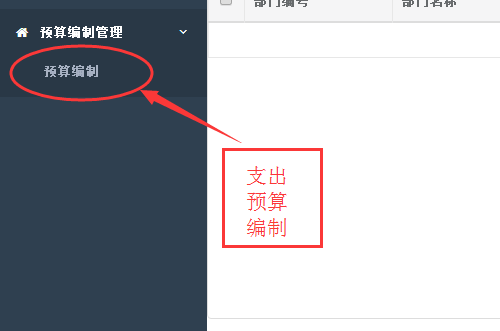 部门编号 部门名称
预算编制管理
预算编制
支出
预算
编制